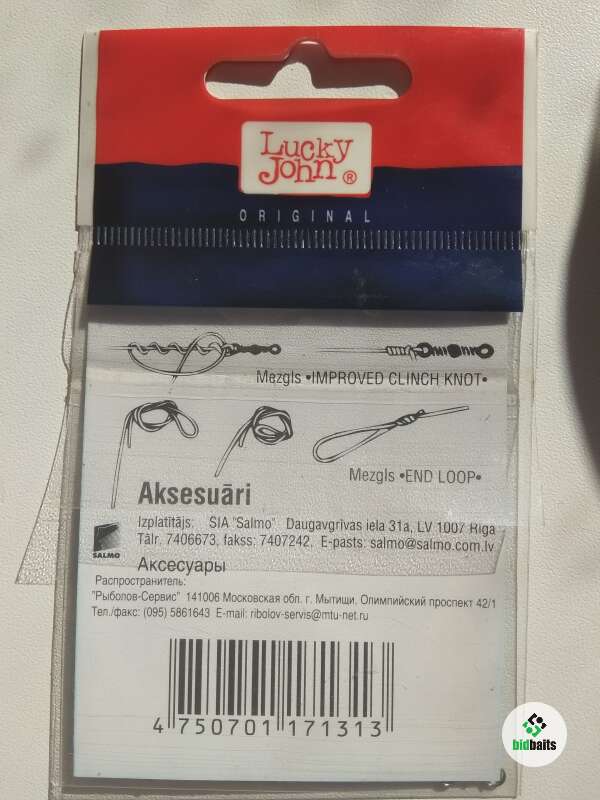 Lucky
John ®
ORIGINAL
Mezgls •IMPROVED CLINCH KNOT•
Mezgls •END LOOP•
Aksesuāri
Izplatītājs: SIA "Salmo" Daugavgrīvas iela 31a, LV 1007 Rīga
Tālr. 7406673, fakss: 7407242, E-pasts: salmo@salmo.com.lv
SALMO
Аксесуары
Распространитель:
"Рыболов-Сервис" 141006 Московская обл. г. Мытищи, Олимпийский проспект 42/1
Тел./факс: (095) 5861643 E-mail: ribolov-servis@mtu-net.ru
4 750701 171313
bidbaits